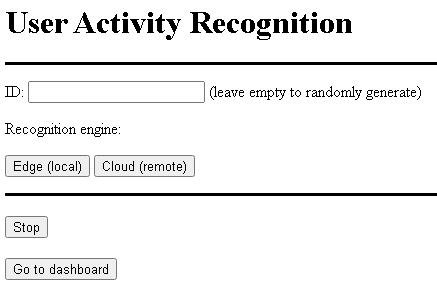 User Activity Recognition
ID: (leave empty to randomly generate)
Recognition engine:
Edge (local) Cloud (remote)
Stop
Go to dashboard